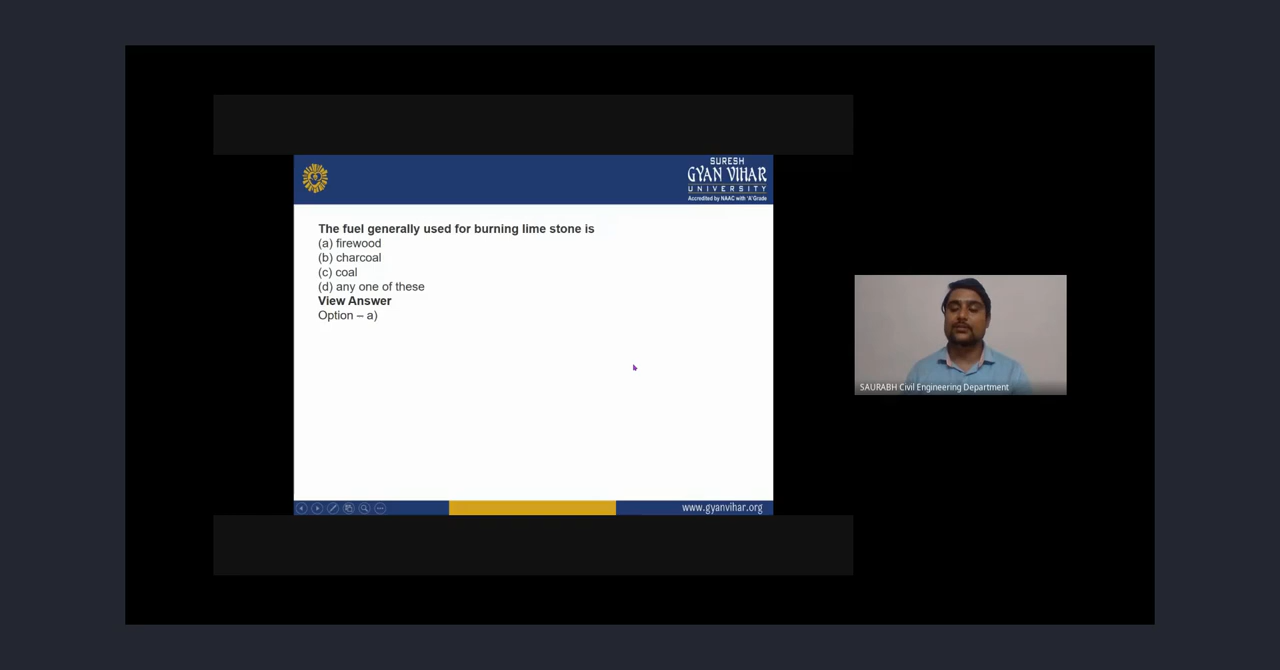 SURESH
GYAN VIHAR
UNIVERSITY
Accredited by NAAC with 'A' Grade
The fuel generally used for burning lime stone is
(a) firewood
(b) charcoal
(c) coal
(d) any one of these
View Answer
Option – a)
SAURABH Civil Engineering Department
www.gyanvihar.org